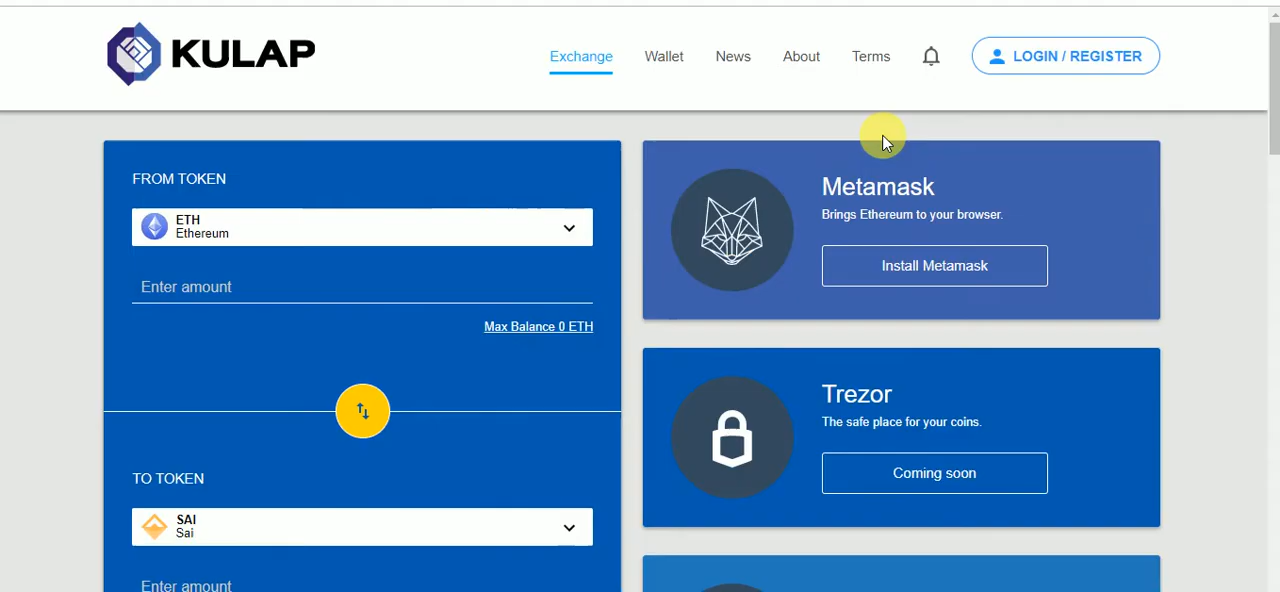 KULAP
Exchange
Wallet
News
About
Terms
LOGIN / REGISTER
FROM TOKEN
ETH
Ethereum
Enter amount
Max Balance 0 ETH
TO TOKEN
SAI
Sai
Enter amount
Metamask
Brings Ethereum to your browser.
Install Metamask
Trezor
The safe place for your coins.
Coming soon